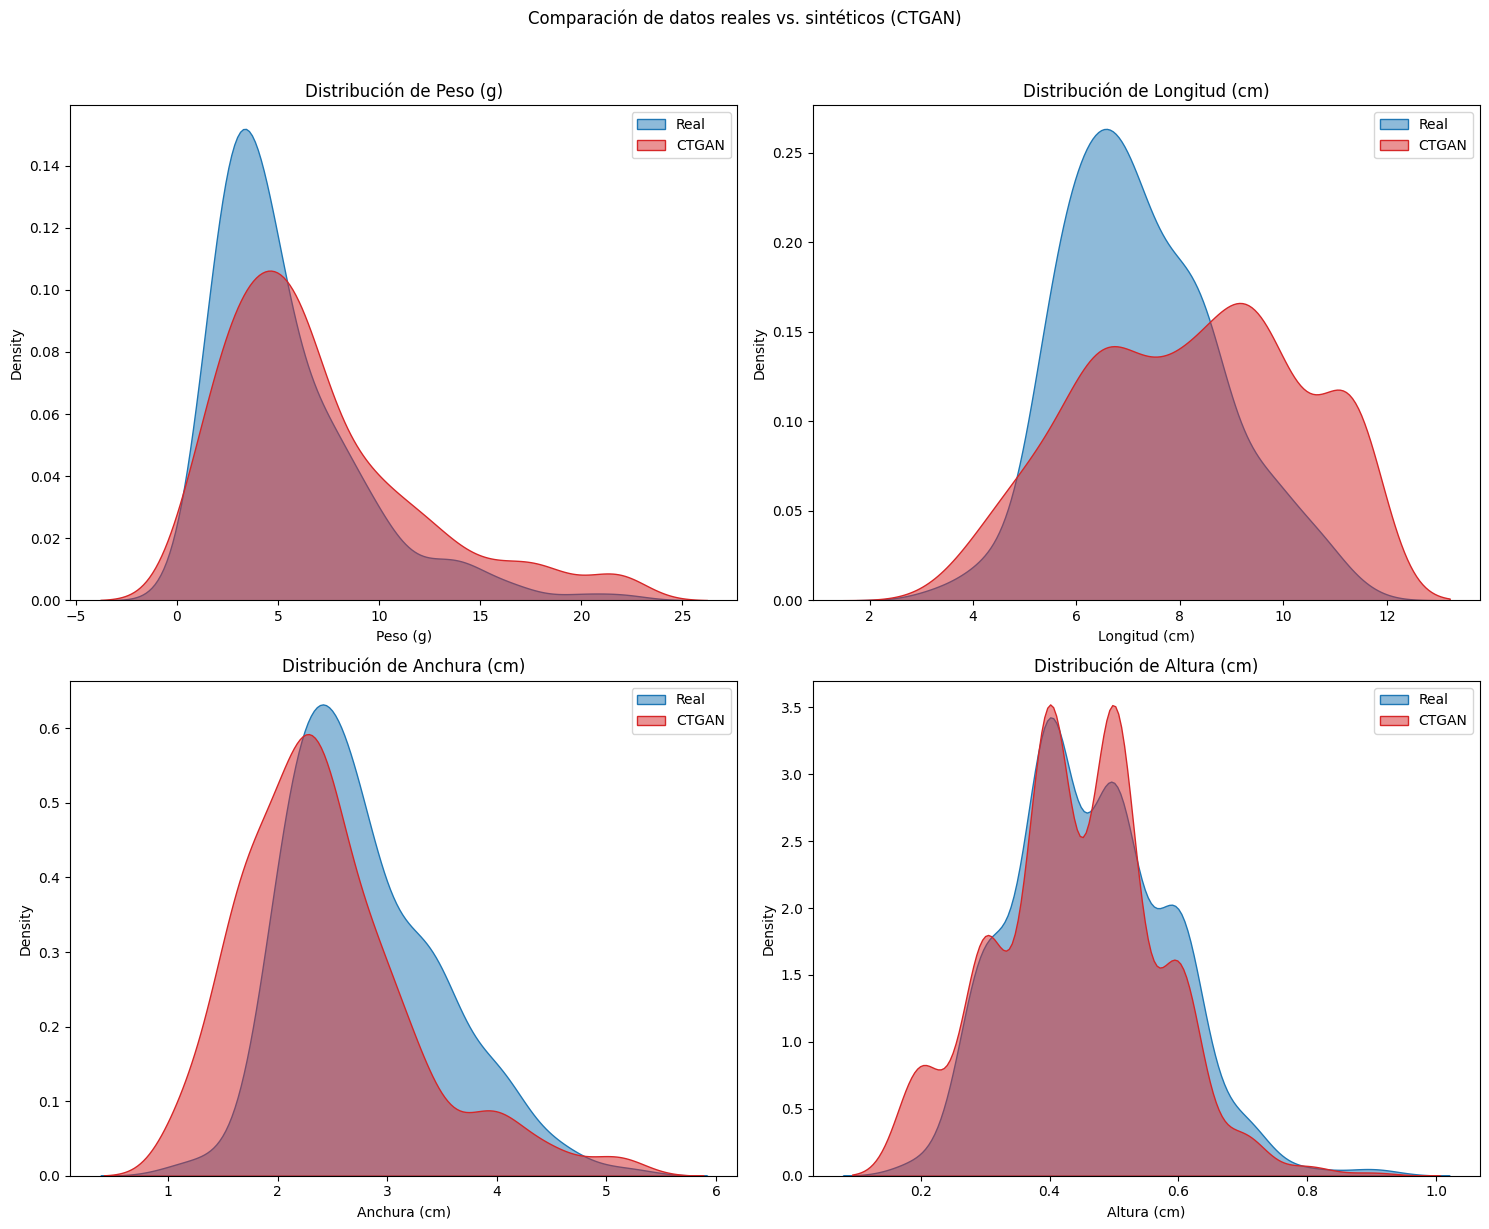 Comparación de datos reales vs. sintéticos (CTGAN)
Distribución de Peso (g)
Real
CTGAN
Density
0.14
0.12
0.10
0.08
0.06
0.04
0.02
0.00
−5 0 5 10 15 20 25
Peso (g)
Distribución de Longitud (cm)
Real
CTGAN
Density
0.25
0.20
0.15
0.10
0.05
0.00
2 4 6 8 10 12
Longitud (cm)
Distribución de Anchura (cm)
Real
CTGAN
Density
0.6
0.5
0.4
0.3
0.2
0.1
0.0
1 2 3 4 5 6
Anchura (cm)
Distribución de Altura (cm)
Real
CTGAN
Density
3.5
3.0
2.5
2.0
1.5
1.0
0.5
0.0
0.2 0.4 0.6 0.8 1.0
Altura (cm)